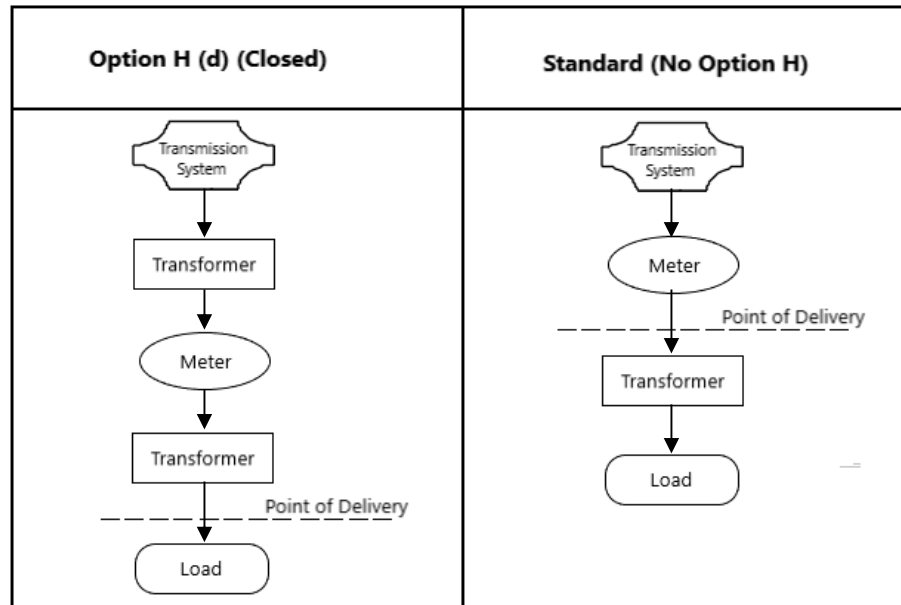 Option H (d) (Closed)
Standard (No Option H)
Transmission
System
Transformer
Meter
Transformer
Point of Delivery
Load
Transmission
System
Meter
Point of Delivery
Transformer
Load